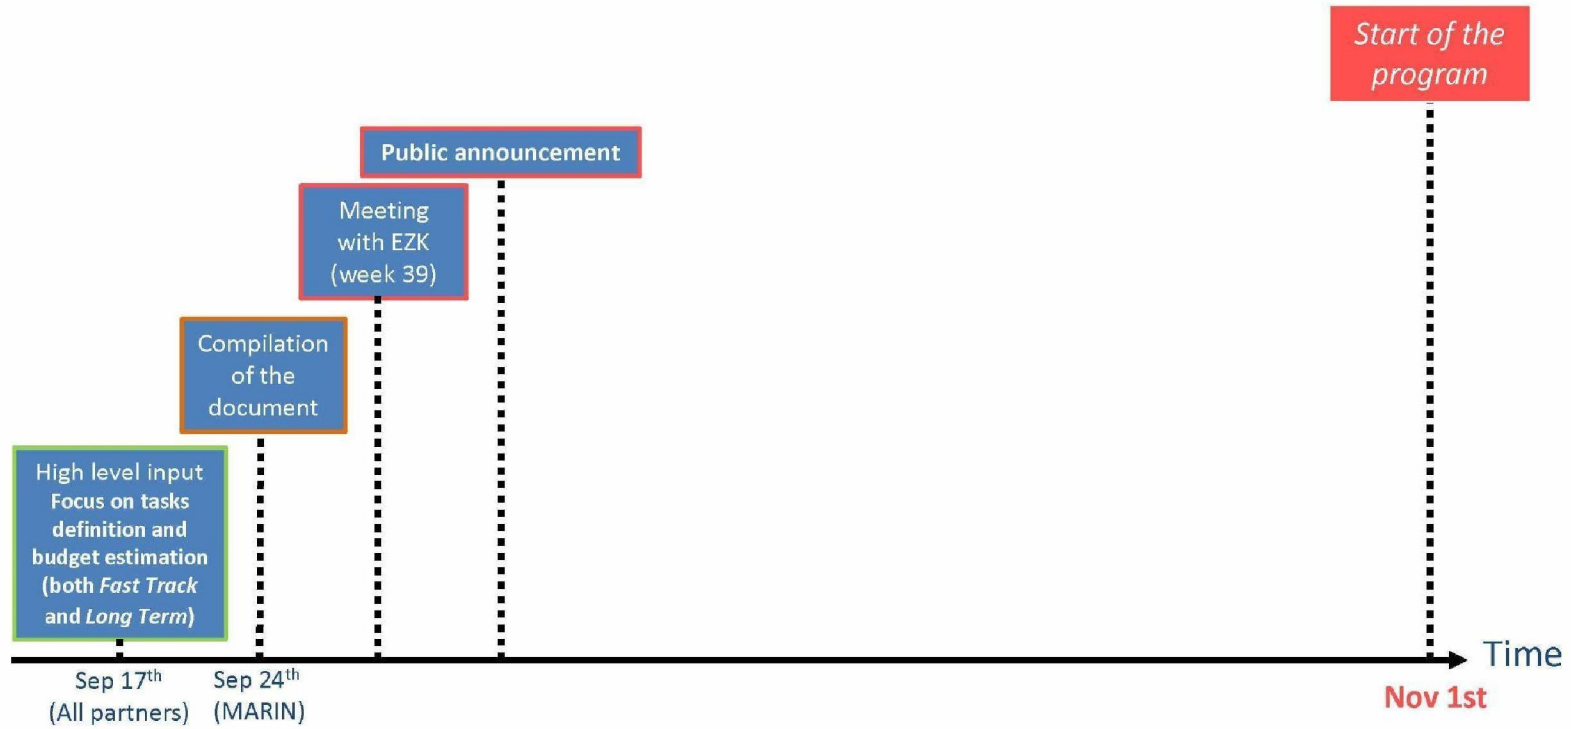 Start of the
program
Public announcement
Meeting
with EZK
(week 39)
Compilation
of the
document
High level input
Focus on tasks
definition and
budget estimation
(both Fast Track
and Long Term)
Time
Sep 17th
(All partners)
Sep 24th
(MARIN)
Nov 1st